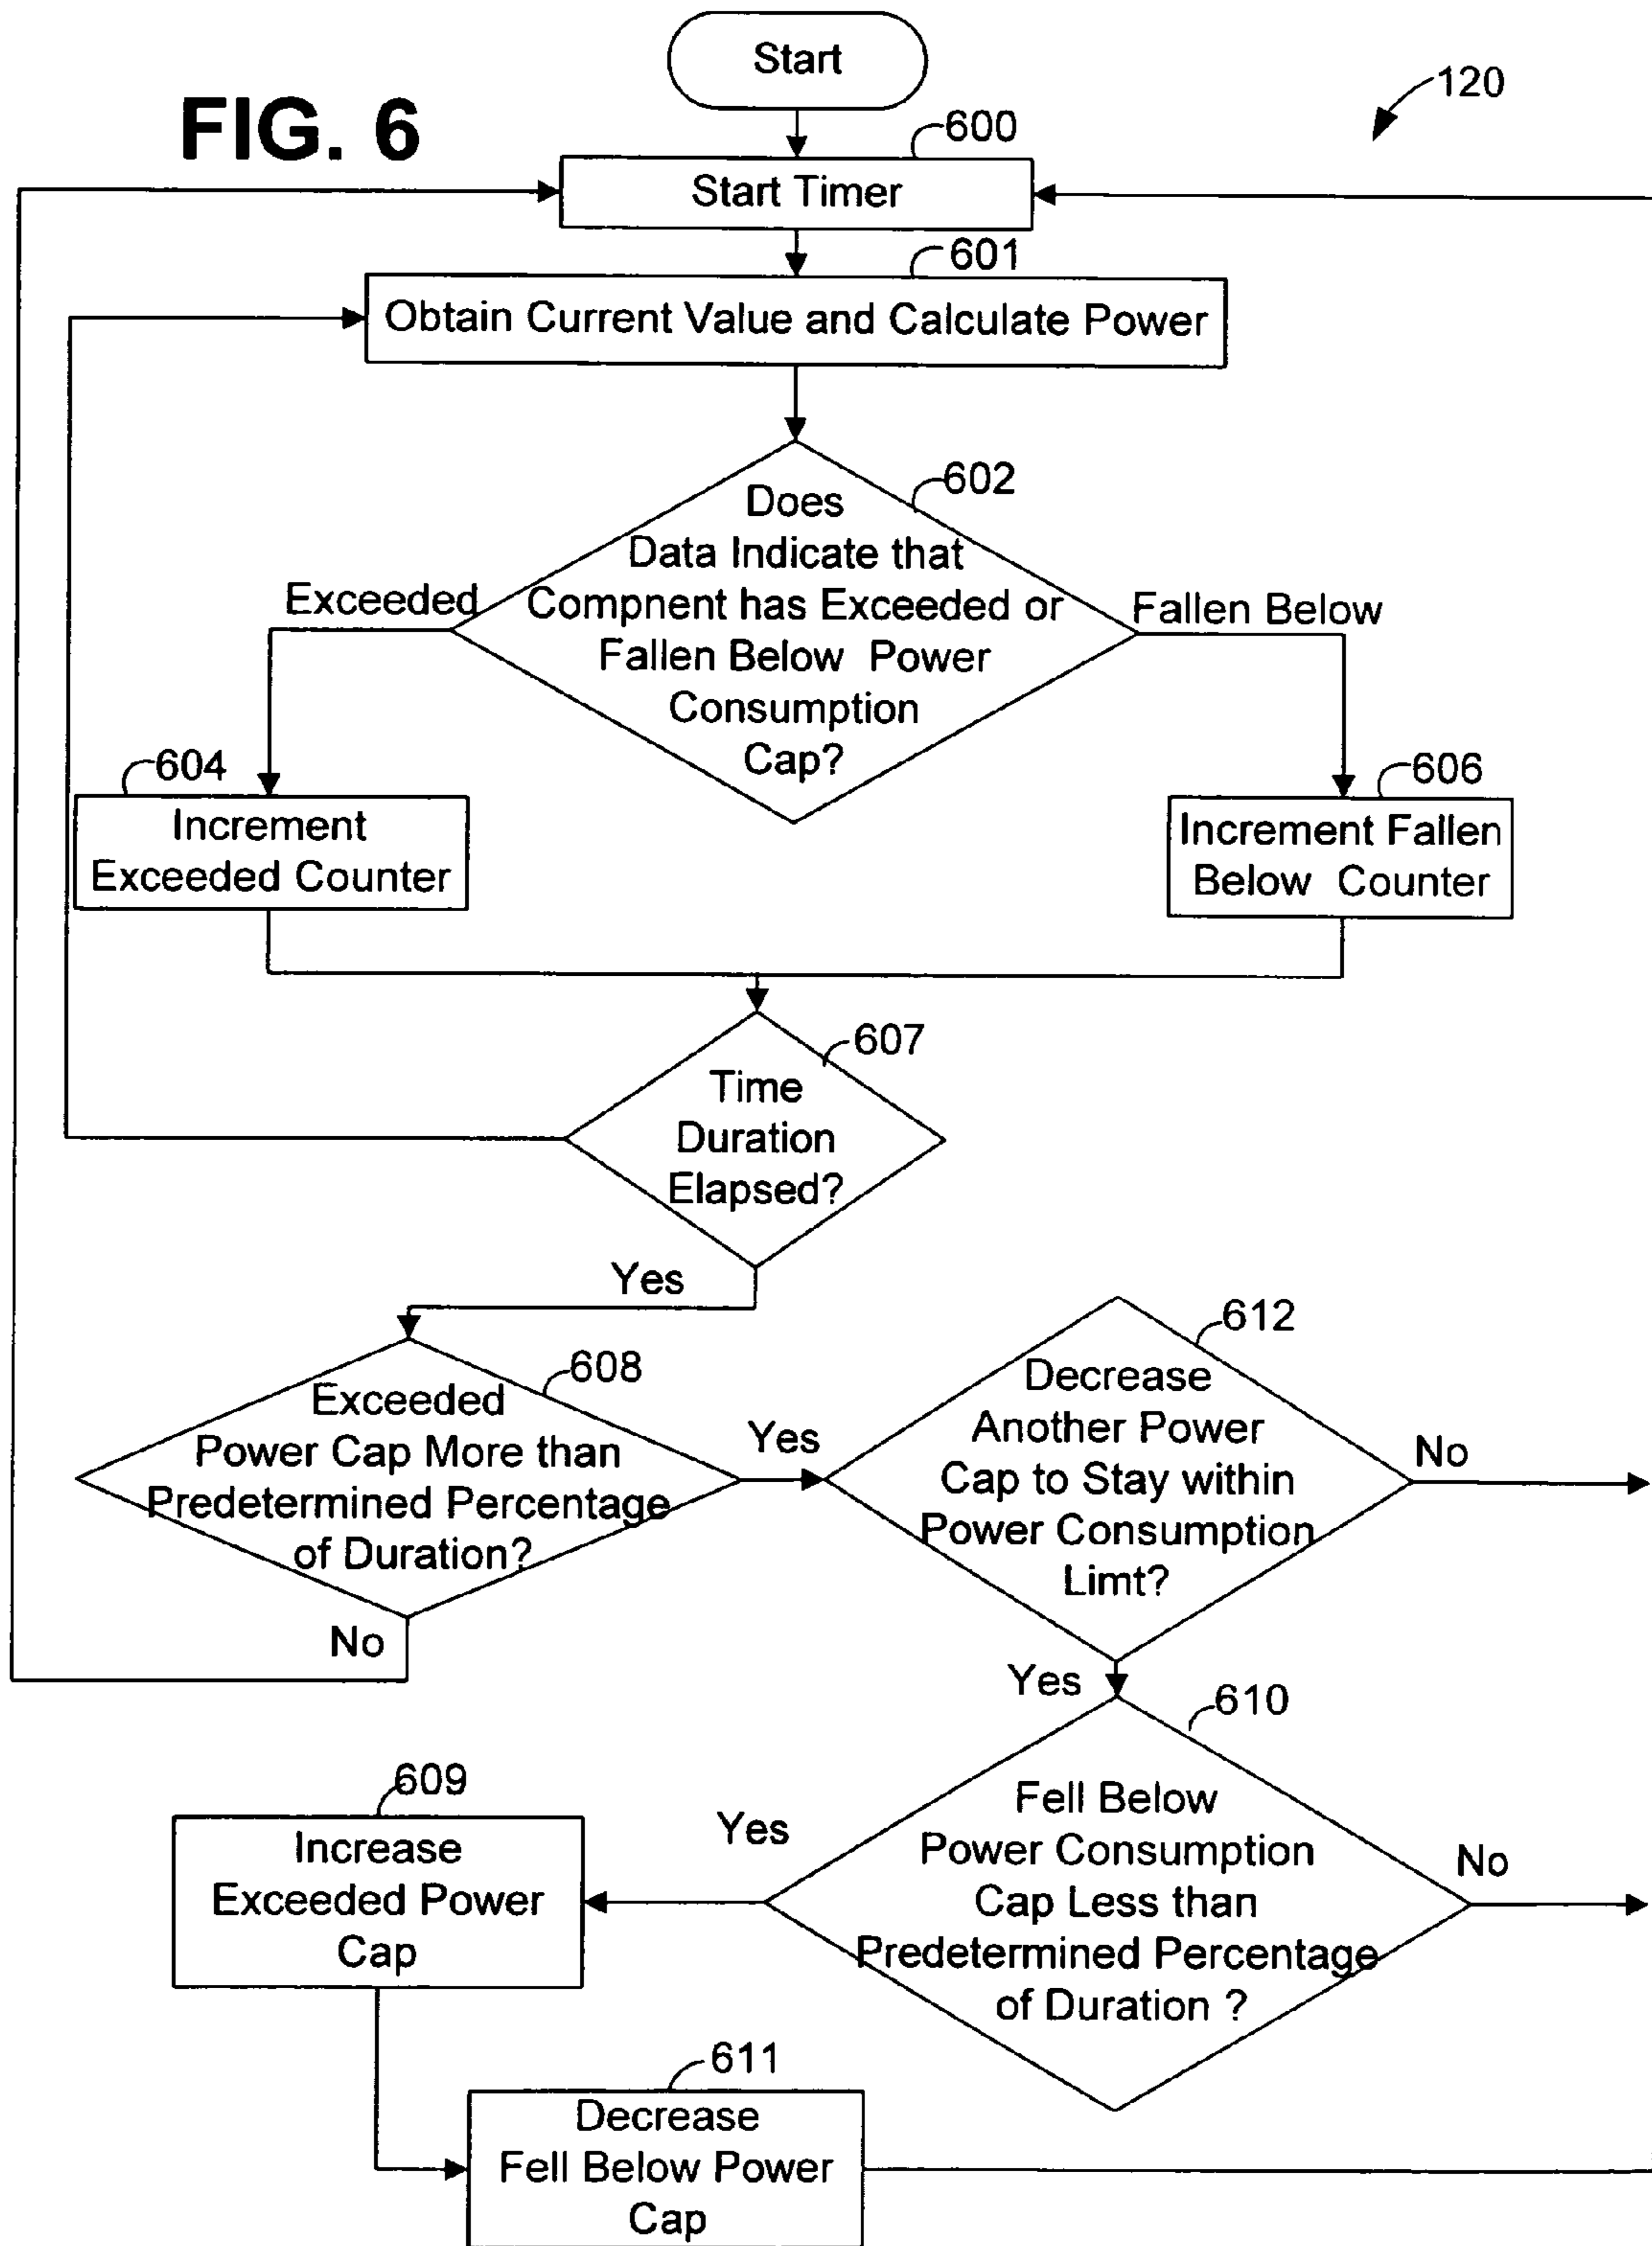 Start
FIG. 6
120
600
Start Timer
601
Obtain Current Value and Calculate Power
602
Does
Data Indicate that
Compnent has Exceeded or
Fallen Below Power
Consumption
Cap?
Exceeded
Fallen Below
604
Increment
Exceeded Counter
606
Increment Fallen
Below Counter
607
Time
Duration
Elapsed?
Yes
608
Exceeded
Power Cap More than
Predetermined Percentage
of Duration?
Yes
No
612
Decrease
Another Power
Cap to Stay within
Power Consumption
Limt?
No
Yes
610
Fell Below
Power Consumption
Cap Less than
Predetermined Percentage
of Duration ?
Yes
No
609
Increase
Exceeded Power
Cap
611
Decrease
Fell Below Power
Cap